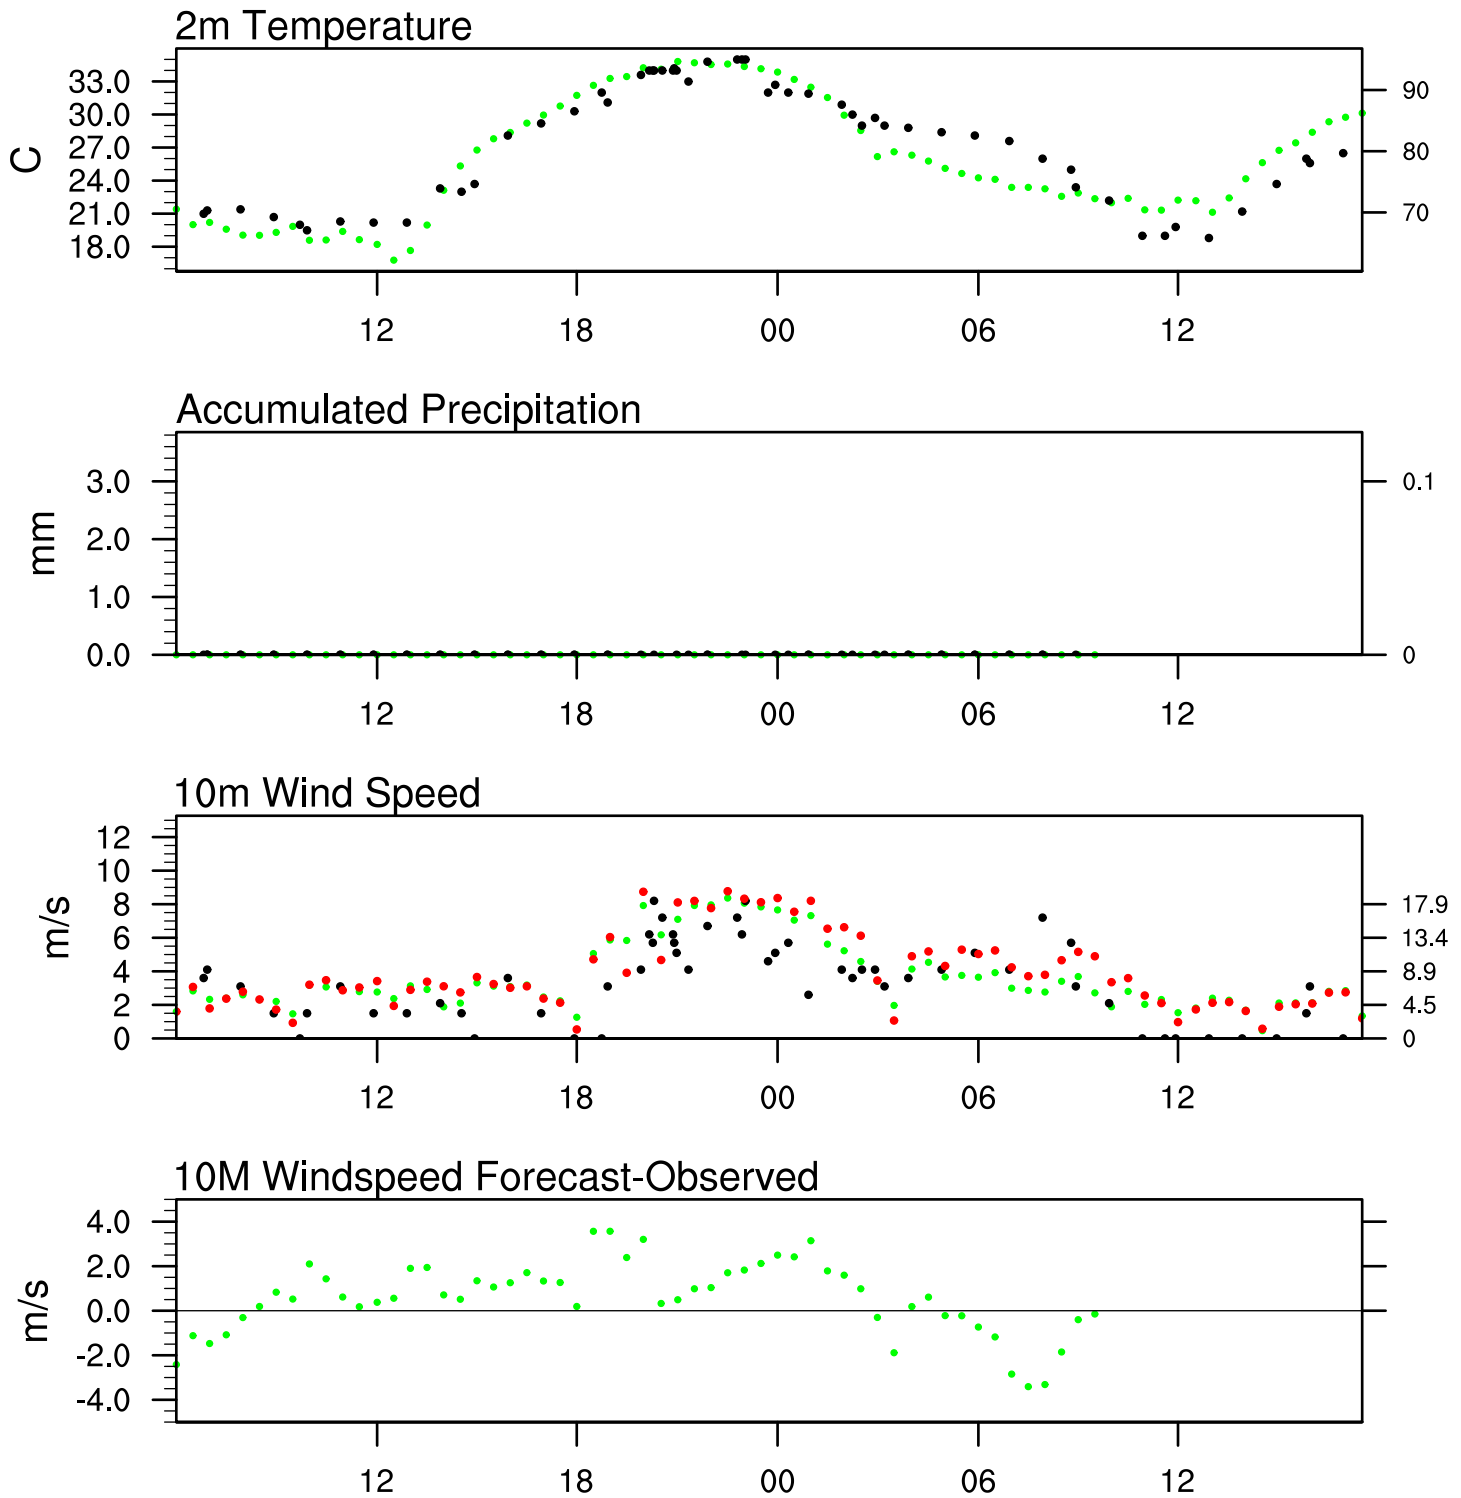 2m Temperature
C
33.0
30.0
27.0
24.0
21.0
18.0
90
80
70
12 18 00 06 12
Accumulated Precipitation
mm
3.0
2.0
1.0
0.0
0.1
0
12 18 00 06 12
10m Wind Speed
m/s
12
10
8
6
4
2
0
17.9
13.4
8.9
4.5
0
12 18 00 06 12
10M Windspeed Forecast-Observed
m/s
4.0
2.0
0.0
-2.0
-4.0
12 18 00 06 12